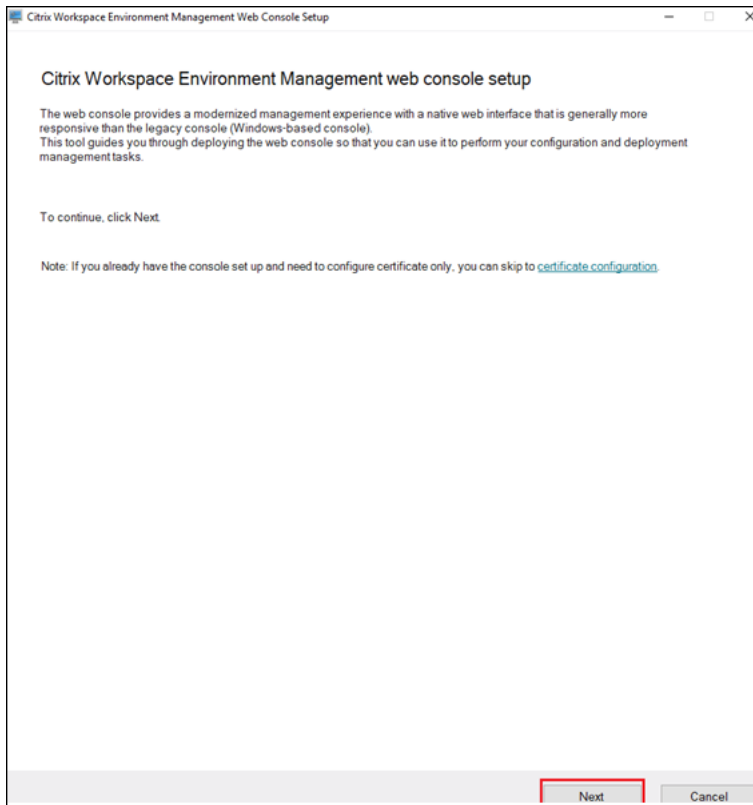 Citrix Workspace Environment Management Web Console Setup
Citrix Workspace Environment Management web console setup
The web console provides a modernized management experience with a native web interface that is generally more
responsive than the legacy console (Windows-based console).
This tool guides you through deploying the web console so that you can use it to perform your configuration and deployment
management tasks.
To continue, click Next.
Note: If you already have the console set up and need to configure certificate only, you can skip to certificate configuration.
Next Cancel